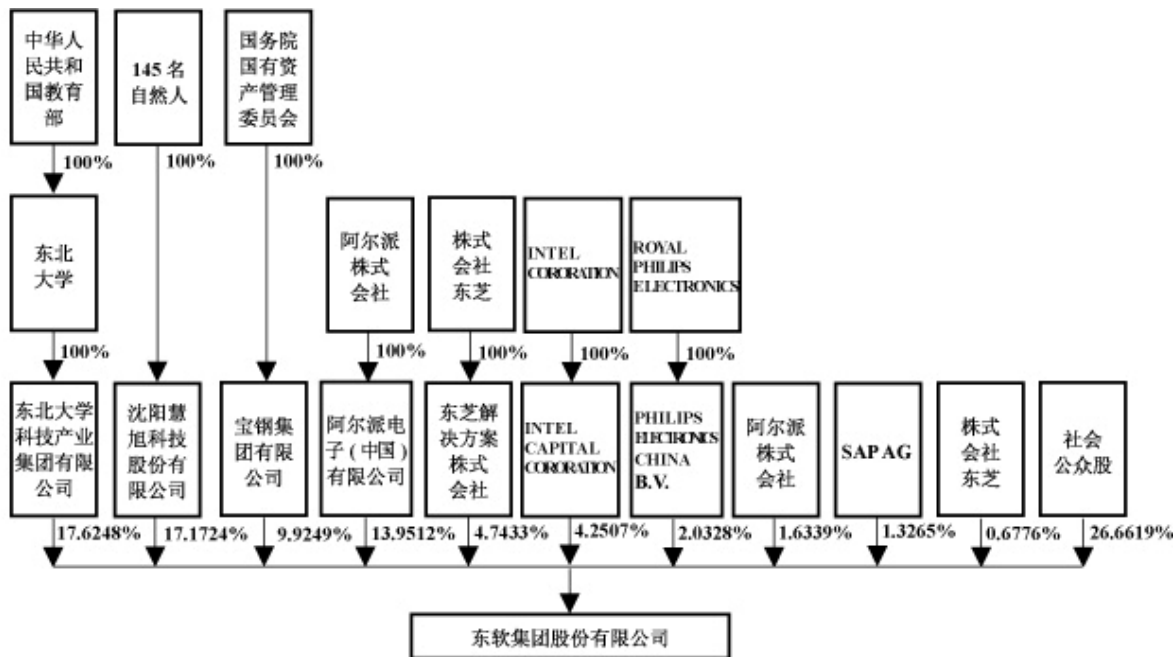 中华人
民共和
国教育
部
145 名
自然人
国务院
国有资
产管理
委员会
100%
100%
100%
东北
大学
阿尔派
株式
会社
株式
会社
东芝
INTEL
CORORATION
ROYAL
PHILIPS
ELECTRONICS
100%
100%
100%
100%
100%
东北大学
科技产业
集团有限
公司
沈阳慧
旭科技
股份有
限公司
宝钢集
团有限
公司
阿尔派电
子(中国)
有限公司
东芝解
决方案
株式
会社
INTEL
CAPITAL
CORORATION
PHILIPS
ELECTRONICS
CHINA
B.V.
阿尔派
株式
会社
SAP AG
株式
会社
东芝
社会
公众股
17.6248%
17.1724%
9.9249%
13.9512%
4.7433%
4.2507%
2.0328%
1.6339%
1.3265%
0.6776%
26.6619%
东软集团股份有限公司